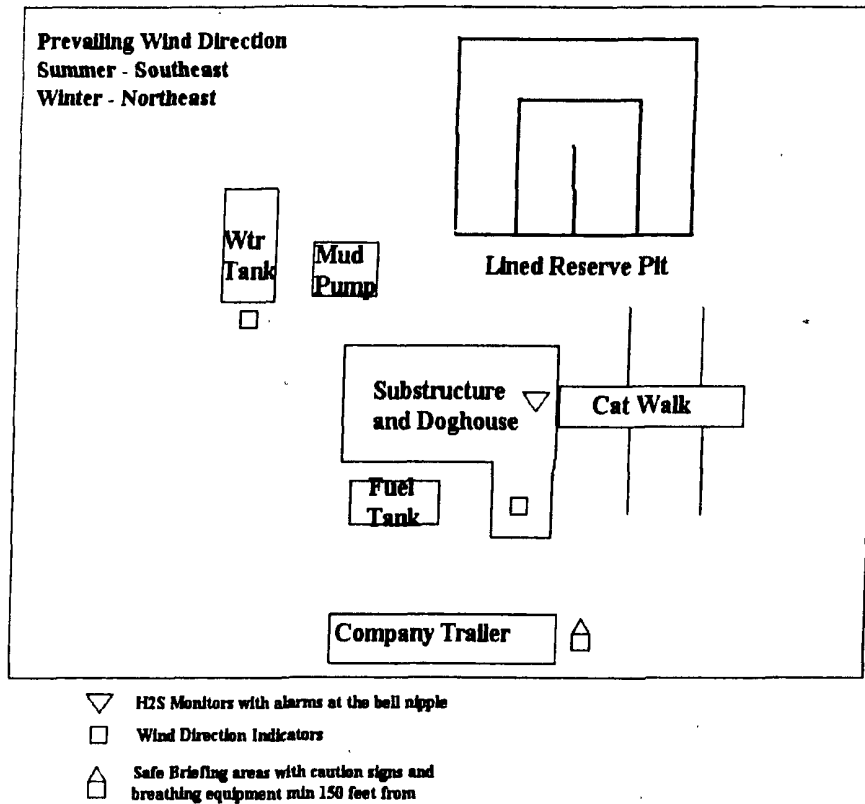 Prevailing Wind Direction
Summer - Southeast
Winter - Northeast
Wtr
Tank
Mud
Pump
Lined Reserve Pit
Substructure
and Doghouse
Cat Walk
Fuel
Tank
Company Trailer
H2S Monitors with alarms at the bell nipple
Wind Direction Indicators
Safe Briefing areas with caution signs and
breathing equipment min 150 feet from